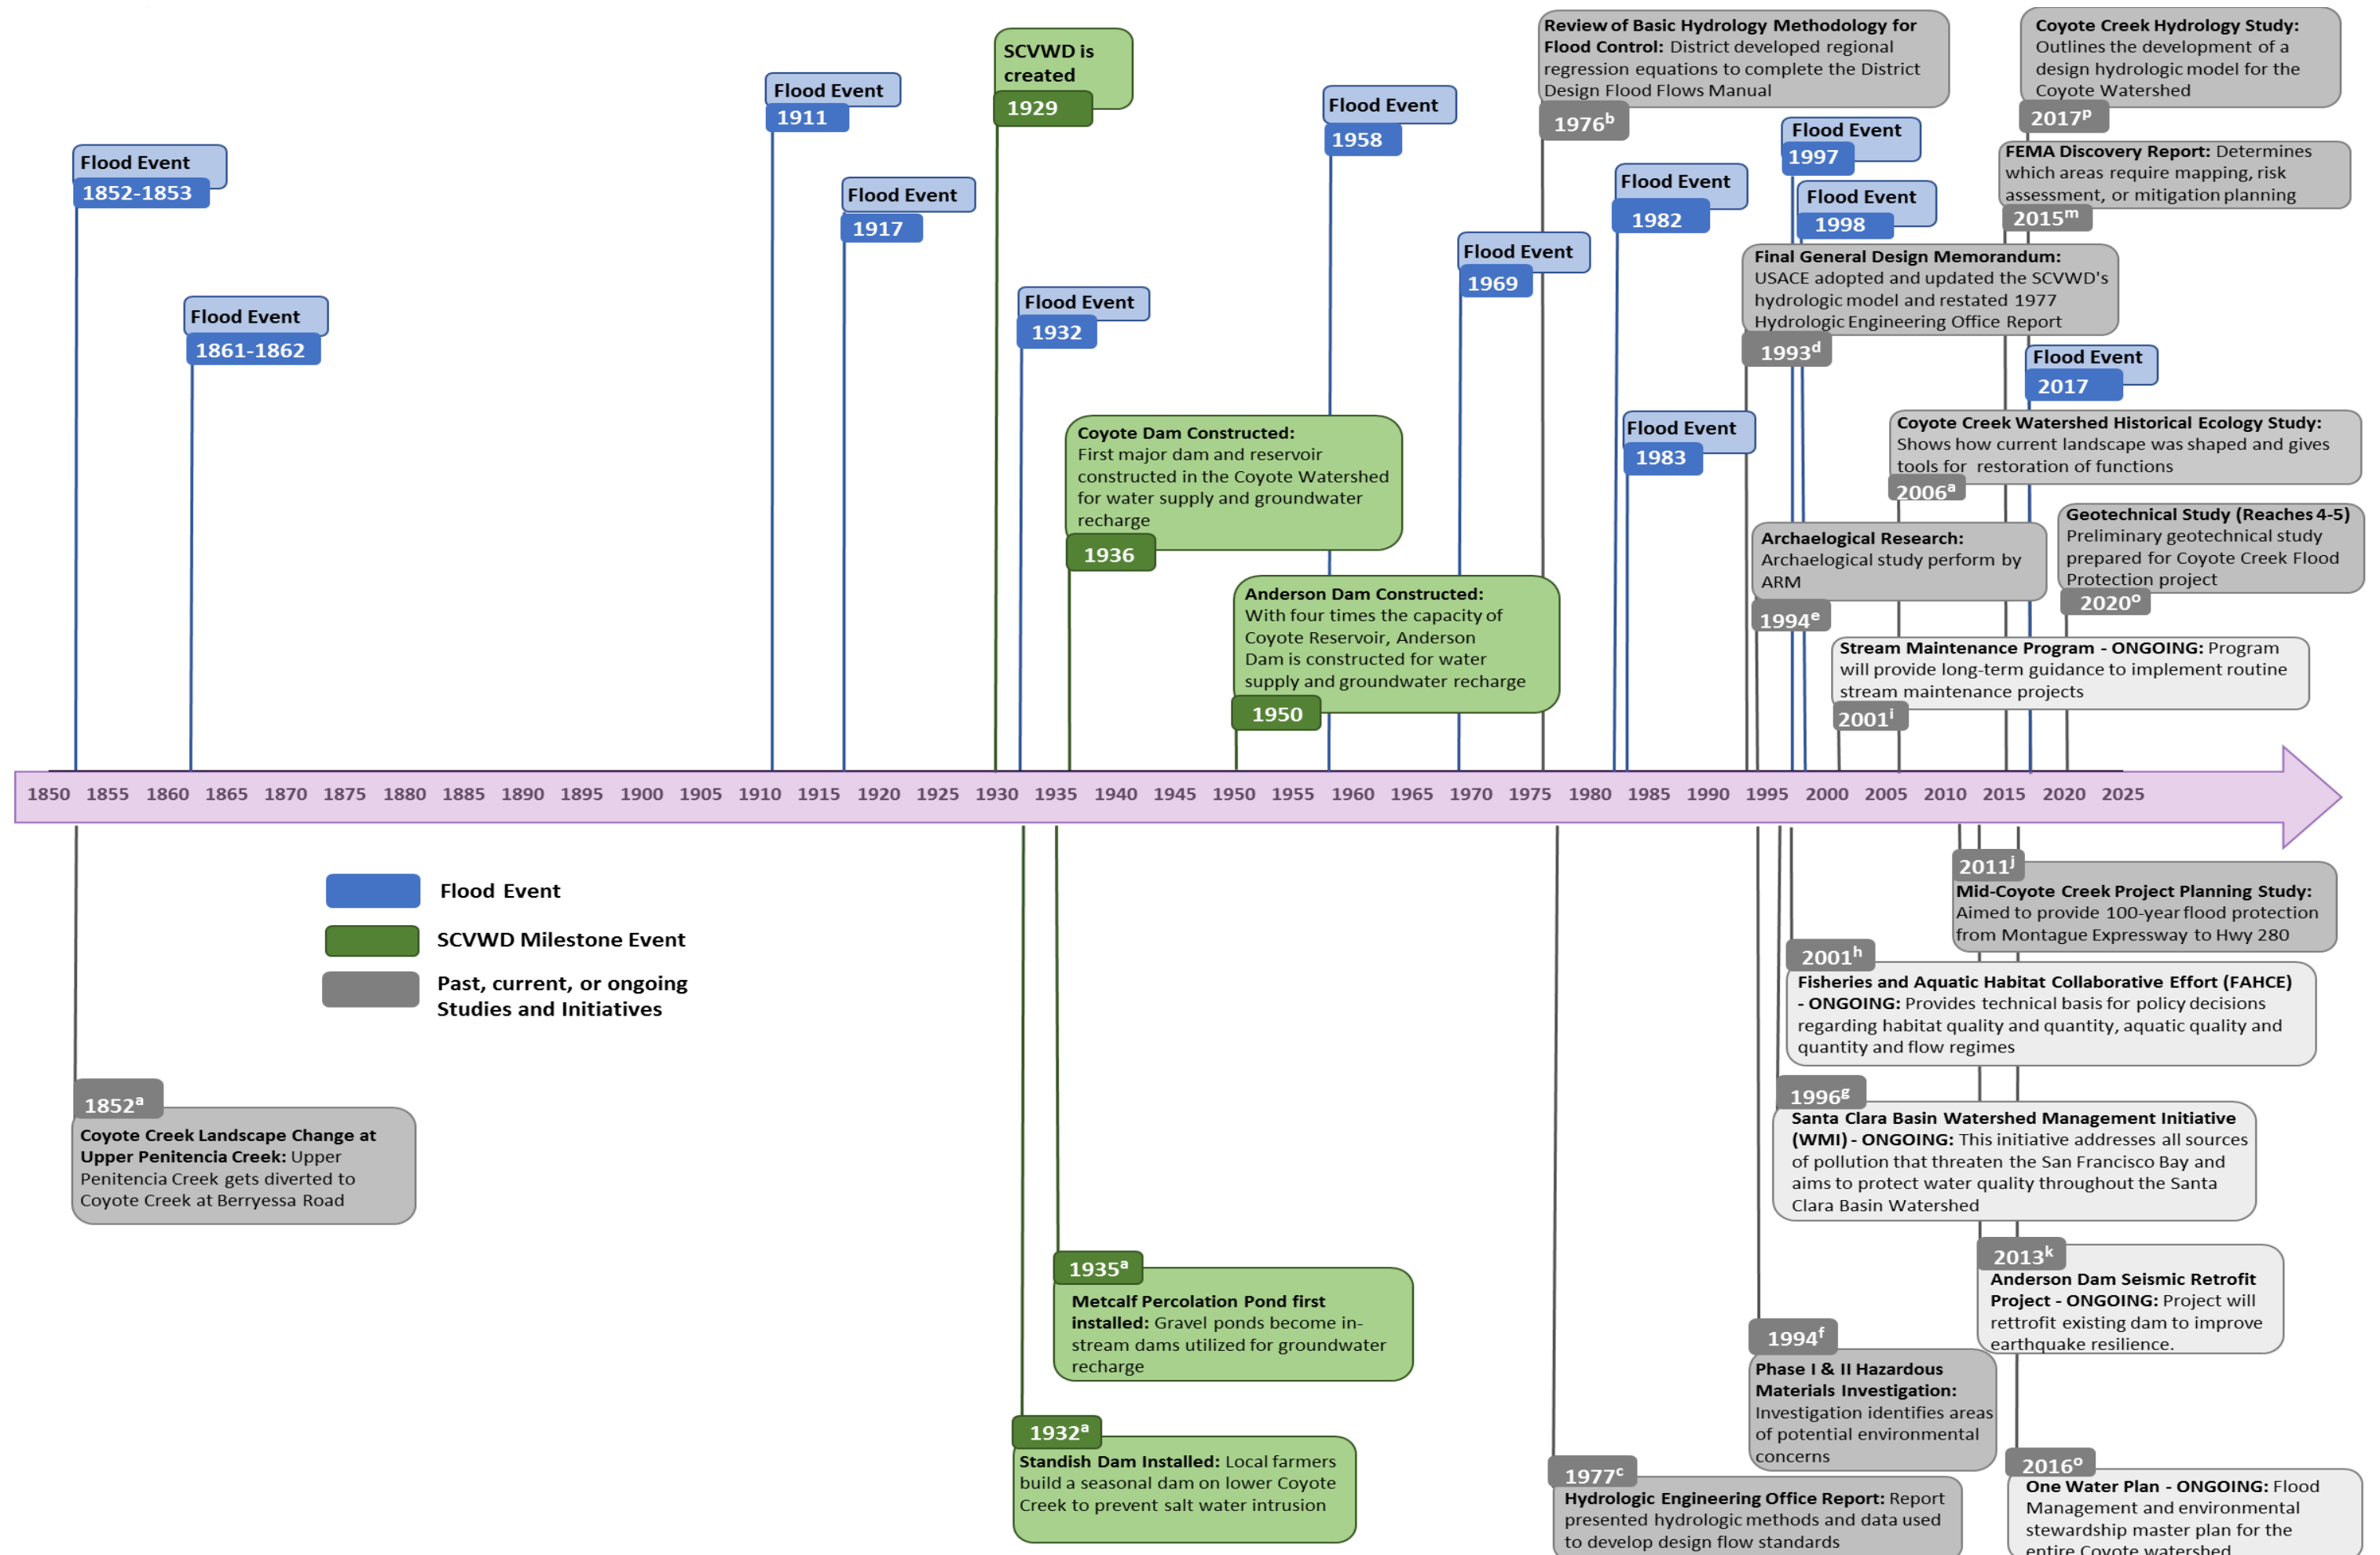 Flood Event
1852-1853
Flood Event
1861-1862
Flood Event
1911
Flood Event
1917
SCVWD is
created
1929
Flood Event
1932
Coyote Dam Constructed:
First major dam and reservoir
constructed in the Coyote Watershed
for water supply and groundwater
recharge
1936
Flood Event
1958
Anderson Dam Constructed:
With four times the capacity of
Coyote Reservoir, Anderson
Dam is constructed for water
supply and groundwater recharge
1950
Flood Event
1969
Review of Basic Hydrology Methodology for
Flood Control: District developed regional
regression equations to complete the District
Design Flood Flows Manual
1976ᵇ
Flood Event
1982
Flood Event
1983
Flood Event
1997
Flood Event
1998
Coyote Creek Hydrology Study:
Outlines the development of a
design hydrologic model for the
Coyote Watershed
2017ᵖ
FEMA Discovery Report: Determines
which areas require mapping, risk
assessment, or mitigation planning
2015ᵐ
Final General Design Memorandum:
USACE adopted and updated the SCVWD's
hydrologic model and restated 1977
Hydrologic Engineering Office Report
1993ᵈ
Flood Event
2017
Coyote Creek Watershed Historical Ecology Study:
Shows how current landscape was shaped and gives
tools for restoration of functions
2006ᵃ
Archaelogical Research:
Archaelogical study perform by
ARM
1994ᵉ
Geotechnical Study (Reaches 4-5)
Preliminary geotechnical study
prepared for Coyote Creek Flood
Protection project
2020ᵒ
Stream Maintenance Program - ONGOING: Program
will provide long-term guidance to implement routine
stream maintenance projects
2001ⁱ
1850 1855 1860 1865 1870 1875 1880 1885 1890 1895 1900 1905 1910 1915 1920 1925 1930 1935 1940 1945 1950 1955 1960 1965 1970 1975 1980 1985 1990 1995 2000 2005 2010 2015 2020 2025
Flood Event
SCVWD Milestone Event
Past, current, or ongoing
Studies and Initiatives
1852ᵃ
Coyote Creek Landscape Change at
Upper Penitencia Creek: Upper
Penitencia Creek gets diverted to
Coyote Creek at Berryessa Road
1935ᵃ
Metcalf Percolation Pond first
installed: Gravel ponds become in-
stream dams utilized for groundwater
recharge
1932ᵃ
Standish Dam Installed: Local farmers
build a seasonal dam on lower Coyote
Creek to prevent salt water intrusion
2011ʲ
Mid-Coyote Creek Project Planning Study:
Aimed to provide 100-year flood protection
from Montague Expressway to Hwy 280
2001ʰ
Fisheries and Aquatic Habitat Collaborative Effort (FAHCE)
- ONGOING: Provides technical basis for policy decisions
regarding habitat quality and quantity, aquatic quality and
quantity and flow regimes
1996ᵍ
Santa Clara Basin Watershed Management Initiative
(WMI) - ONGOING: This initiative addresses all sources
of pollution that threaten the San Francisco Bay and
aims to protect water quality throughout the Santa
Clara Basin Watershed
2013ᵏ
Anderson Dam Seismic Retrofit
Project - ONGOING: Project will
rettrofit existing dam to improve
earthquake resilience.
1994ᶠ
Phase I & II Hazardous
Materials Investigation:
Investigation identifies areas
of potential environmental
concerns
1977ᶜ
Hydrologic Engineering Office Report: Report
presented hydrologic methods and data used
to develop design flow standards
2016ᵒ
One Water Plan - ONGOING: Flood
Management and environmental
stewardship master plan for the
entire Coyote watershed